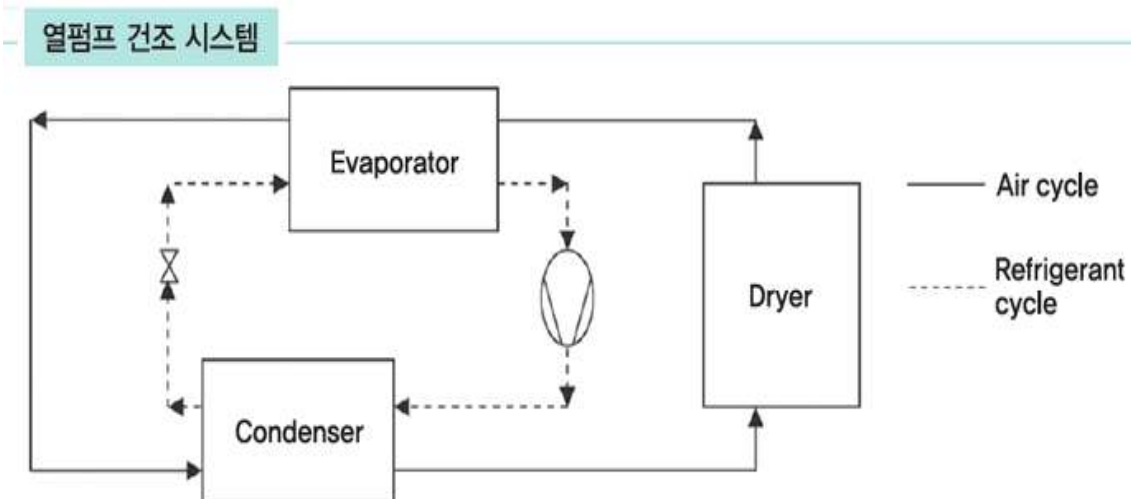 열펌프 건조 시스템
Evaporator
Air cycle
Dryer
Refrigerant
cycle
Condenser